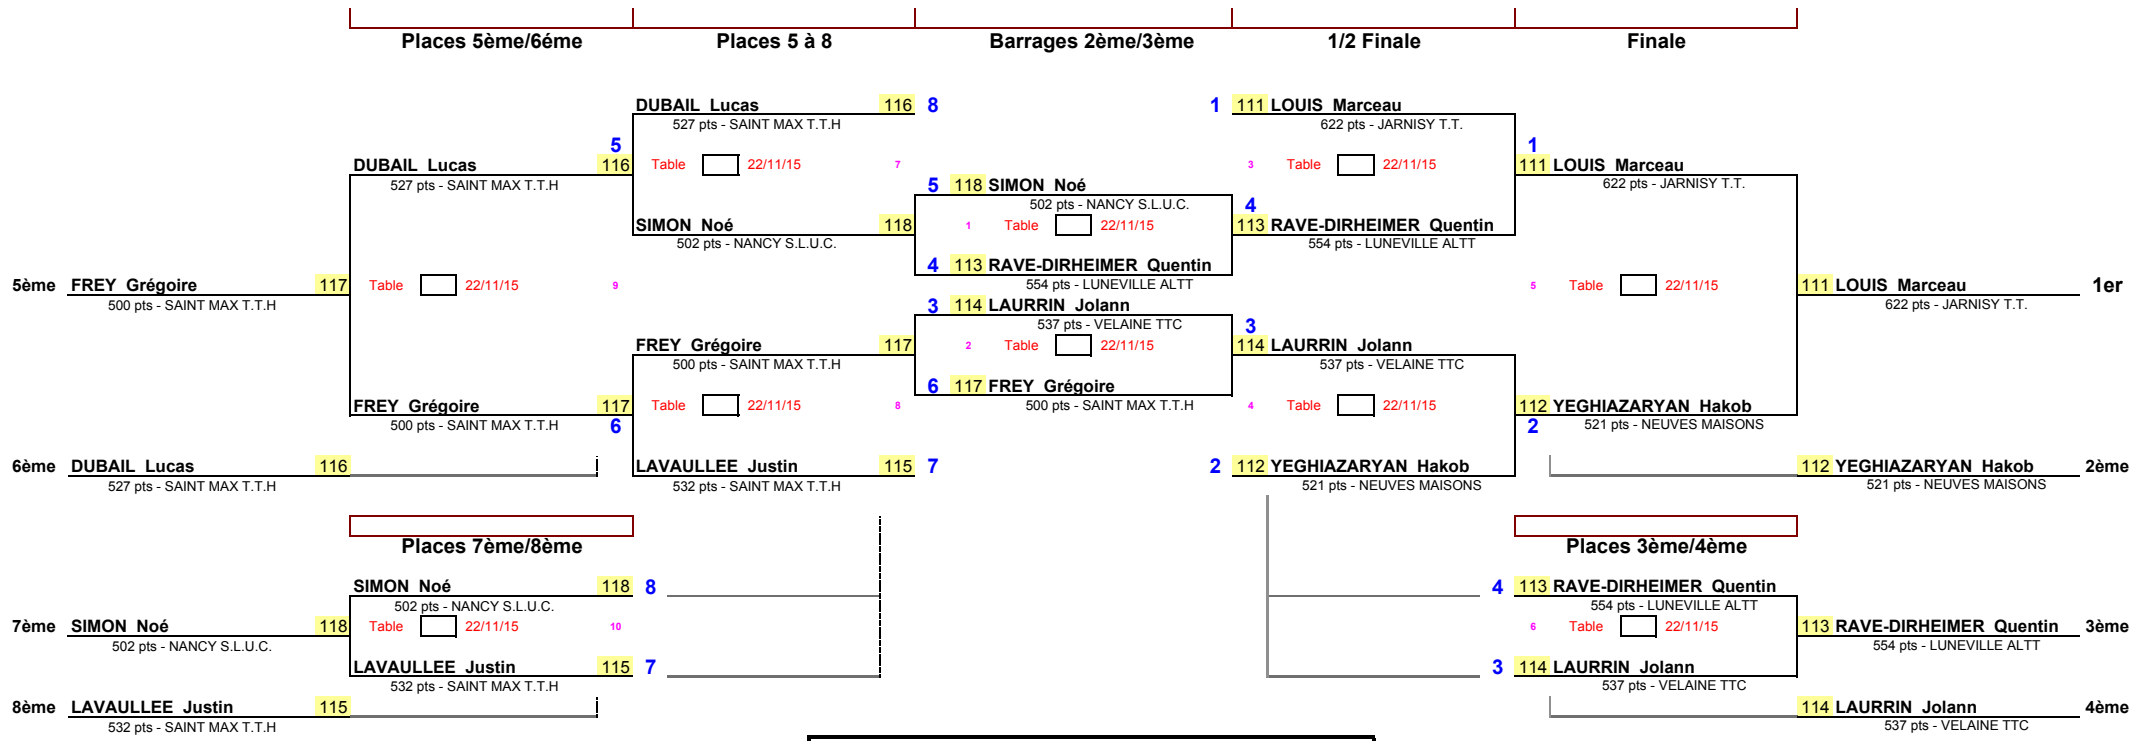 Places 5ème/6éme Places 5 à 8 Barrages 2ème/3ème 1/2 Finale Finale
DUBAIL Lucas 116 8 1 111 LOUIS Marceau
527 pts - SAINT MAX T.T.H 622 pts - JARNISY T.T.
5 1
DUBAIL Lucas 116 Table 22/11/15 7 3 Table 22/11/15 111 LOUIS Marceau
527 pts - SAINT MAX T.T.H 5 118 SIMON Noé 622 pts - JARNISY T.T.
502 pts - NANCY S.L.U.C. 4
SIMON Noé 118 1 Table 22/11/15 113 RAVE-DIRHEIMER Quentin
502 pts - NANCY S.L.U.C. 554 pts - LUNEVILLE ALTT
4 113 RAVE-DIRHEIMER Quentin
5ème FREY Grégoire 117 Table 22/11/15 9 554 pts - LUNEVILLE ALTT 5 Table 22/11/15 111 LOUIS Marceau 1er
500 pts - SAINT MAX T.T.H 3 114 LAURRIN Jolann 622 pts - JARNISY T.T.
537 pts - VELAINE TTC 3
FREY Grégoire 117 2 Table 22/11/15 114 LAURRIN Jolann
500 pts - SAINT MAX T.T.H 537 pts - VELAINE TTC
6 117 FREY Grégoire
FREY Grégoire 117 Table 22/11/15 8 500 pts - SAINT MAX T.T.H 4 Table 22/11/15 112 YEGHIAZARYAN Hakob
500 pts - SAINT MAX T.T.H 6 2 521 pts - NEUVES MAISONS
6ème DUBAIL Lucas 116 LAVAULLEE Justin 115 7 2 112 YEGHIAZARYAN Hakob 112 YEGHIAZARYAN Hakob 2ème
527 pts - SAINT MAX T.T.H 532 pts - SAINT MAX T.T.H 521 pts - NEUVES MAISONS 521 pts - NEUVES MAISONS
Places 7ème/8ème Places 3ème/4ème
SIMON Noé 118 8 4 113 RAVE-DIRHEIMER Quentin
502 pts - NANCY S.L.U.C. 554 pts - LUNEVILLE ALTT
7ème SIMON Noé 118 Table 22/11/15 10 6 Table 22/11/15 113 RAVE-DIRHEIMER Quentin 3ème
502 pts - NANCY S.L.U.C. 554 pts - LUNEVILLE ALTT
LAVAULLEE Justin 115 7 3 114 LAURRIN Jolann
532 pts - SAINT MAX T.T.H 537 pts - VELAINE TTC
8ème LAVAULLEE Justin 115 114 LAURRIN Jolann 4ème
532 pts - SAINT MAX T.T.H 537 pts - VELAINE TTC